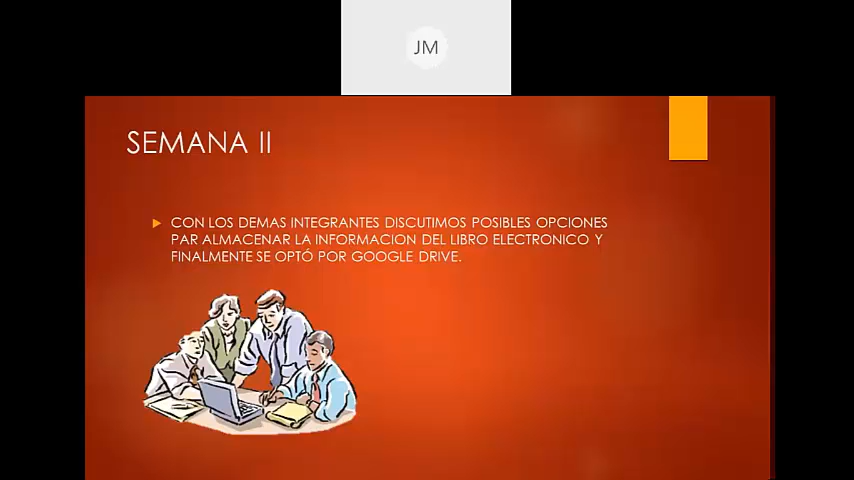 JM
SEMANA II
CON LOS DEMAS INTEGRANTES DISCUTIMOS POSIBLES OPCIONES
PAR ALMACENAR LA INFORMACION DEL LIBRO ELECTRONICO Y
FINALMENTE SE OPTÓ POR GOOGLE DRIVE.